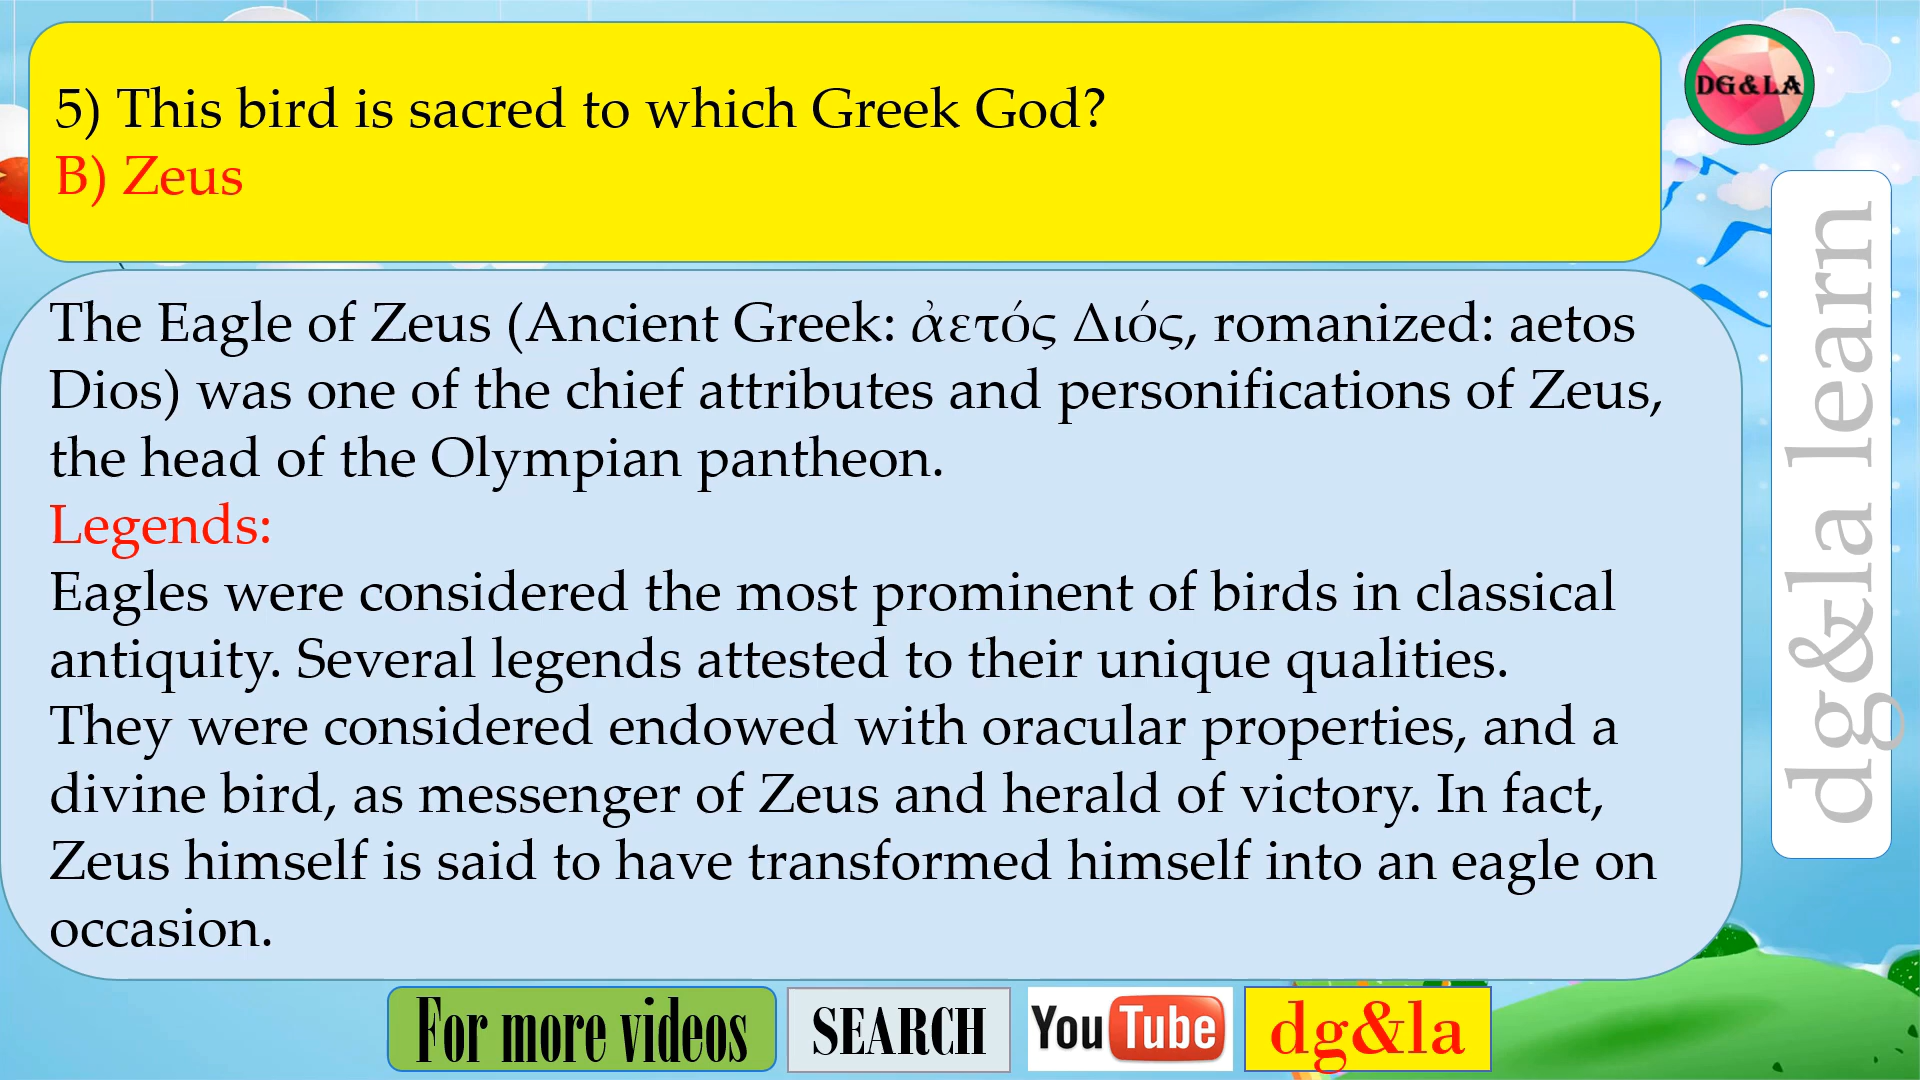 5) This bird is sacred to which Greek God?
B) Zeus
DG&LA
The Eagle of Zeus (Ancient Greek: ἀετός Διός, romanized: aetos
Dios) was one of the chief attributes and personifications of Zeus,
the head of the Olympian pantheon.
Legends:
Eagles were considered the most prominent of birds in classical
antiquity. Several legends attested to their unique qualities.
They were considered endowed with oracular properties, and a
divine bird, as messenger of Zeus and herald of victory. In fact,
Zeus himself is said to have transformed himself into an eagle on
occasion.
dg&la learn
For more videos
SEARCH
YouTube
dg&la